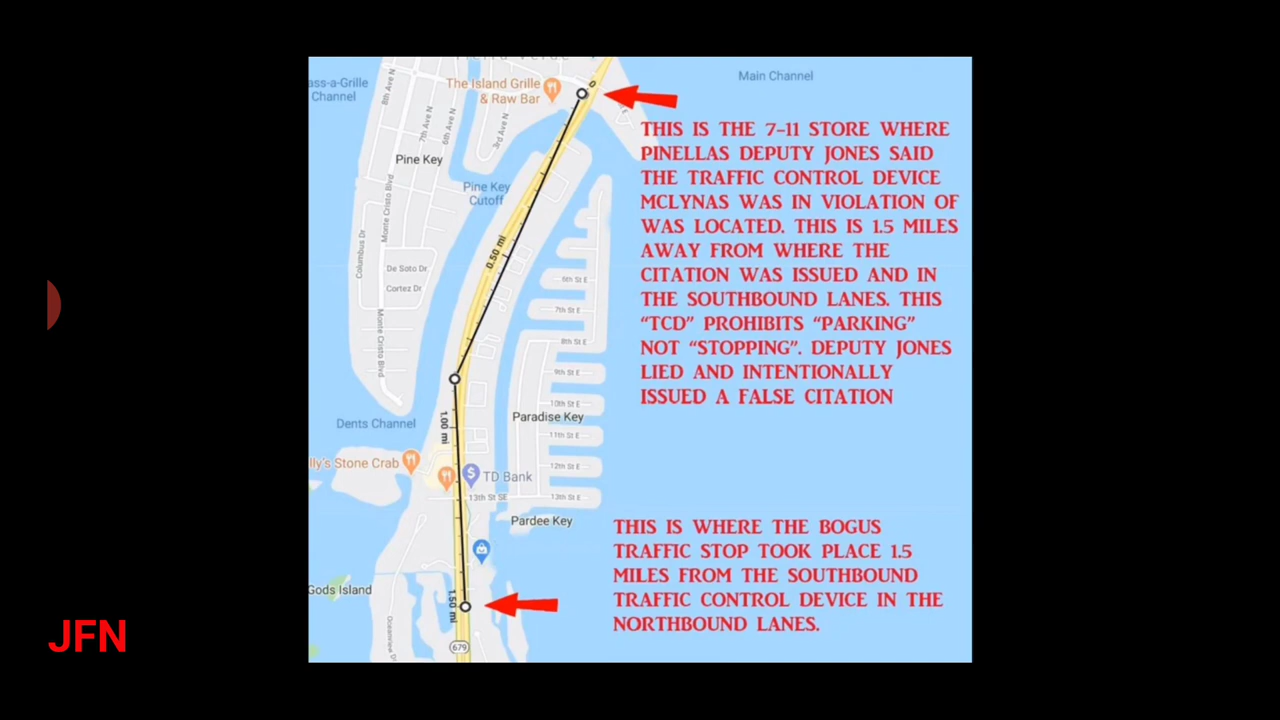 ass-a-Grille
Channel
8th Ave N
7th Ave N
6th Ave N
3rd Ave N
The Island Grille
& Raw Bar
0
Main Channel
Pine Key
Pine Key
Cutoff
Monte Cristo Blvd
Columbus Dr
De Soto Dr
Cortez Dr
Monte Cristo Blvd
0.50 mi
6th St E
7th St E
8th St E
9th St E
10th St E
Paradise Key
11th St E
12th St E
13th St E
1.00 mi
Dents Channel
lly's Stone Crab
TD Bank
13th St SE
Pardee Key
Gods Island
1.50 mi
Oceanview Dr
679
THIS IS THE 7-11 STORE WHERE
PINELLAS DEPUTY JONES SAID
THE TRAFFIC CONTROL DEVICE
MCLYNAS WAS IN VIOLATION OF
WAS LOCATED. THIS IS 1.5 MILES
AWAY FROM WHERE THE
CITATION WAS ISSUED AND IN
THE SOUTHBOUND LANES. THIS
“TCD” PROHIBITS “PARKING”
NOT “STOPPING”. DEPUTY JONES
LIED AND INTENTIONALLY
ISSUED A FALSE CITATION
THIS IS WHERE THE BOGUS
TRAFFIC STOP TOOK PLACE 1.5
MILES FROM THE SOUTHBOUND
TRAFFIC CONTROL DEVICE IN THE
NORTHBOUND LANES.
JFN